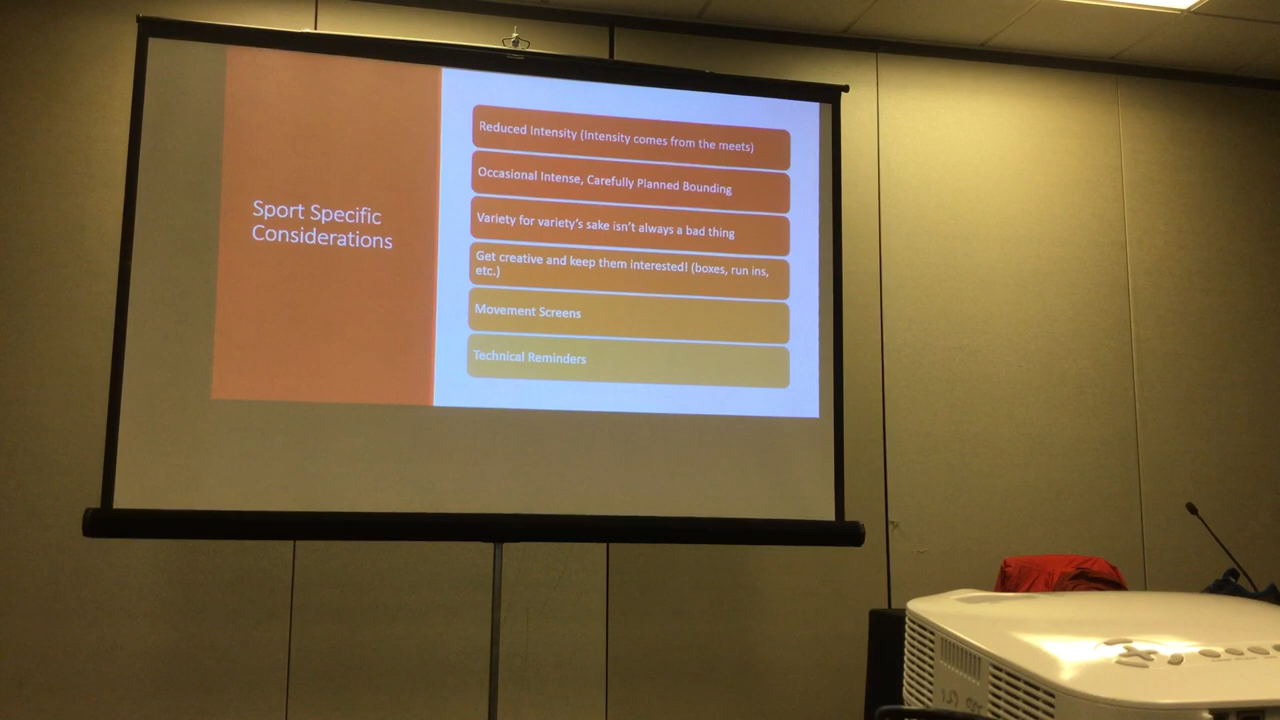 Sport Specific
Considerations
Reduced Intensity (Intensity comes from the meets)
Occasional Intense, Carefully Planned Bounding
Variety for variety's sake isn't always a bad thing
Get creative and keep them interested! (boxes, run ins,
etc.)
Movement Screens
Technical Reminders